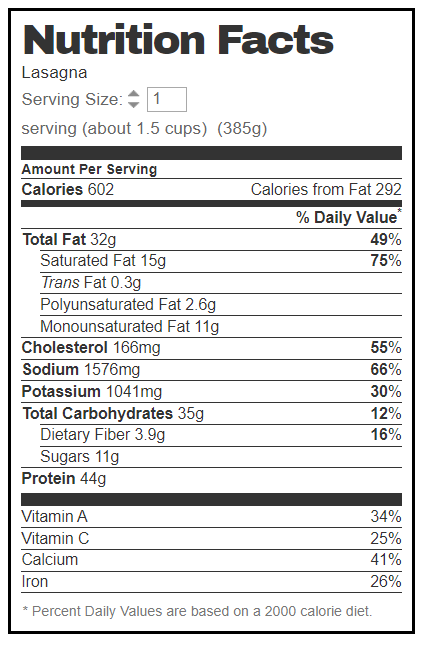 Nutrition Facts
Lasagna
Serving Size: 1
serving (about 1.5 cups) (385g)
Amount Per Serving
Calories 602 Calories from Fat 292
% Daily Value*
Total Fat 32g 49%
Saturated Fat 15g 75%
Trans Fat 0.3g
Polyunsaturated Fat 2.6g
Monounsaturated Fat 11g
Cholesterol 166mg 55%
Sodium 1576mg 66%
Potassium 1041mg 30%
Total Carbohydrates 35g 12%
Dietary Fiber 3.9g 16%
Sugars 11g
Protein 44g
Vitamin A 34%
Vitamin C 25%
Calcium 41%
Iron 26%
* Percent Daily Values are based on a 2000 calorie diet.